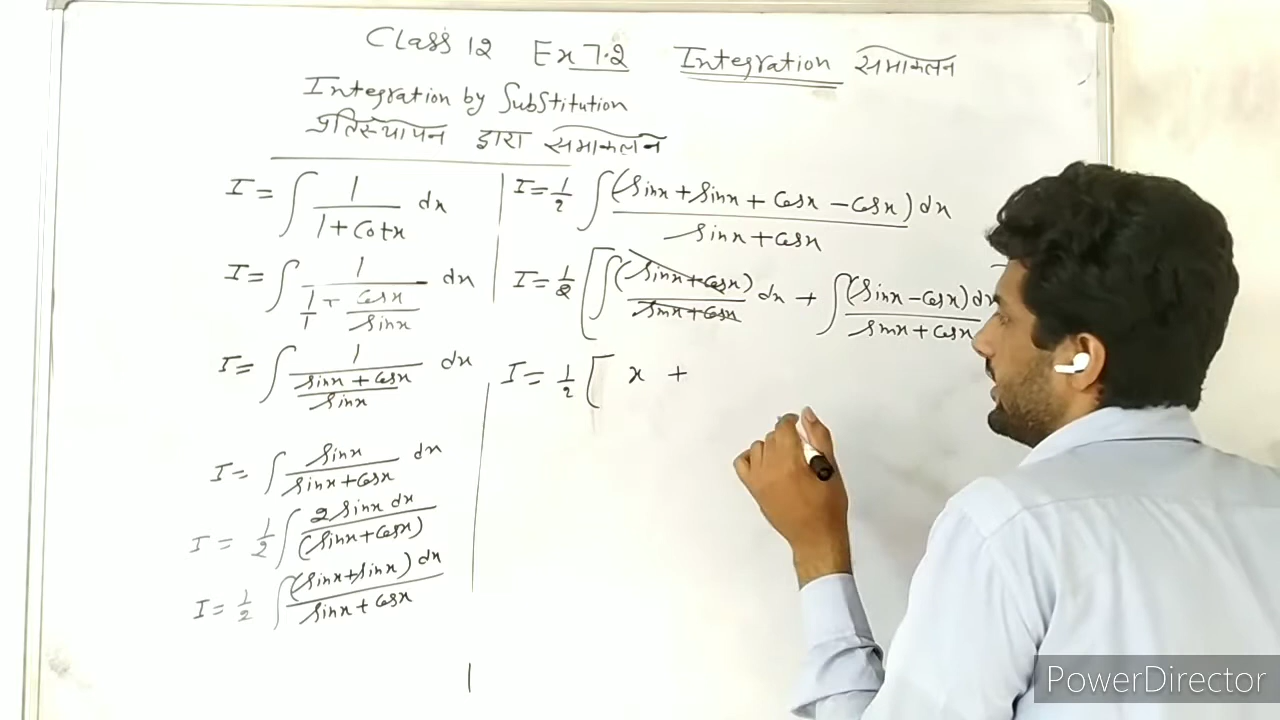 Class 12 Ex 7.2 Integration समाकलन
Integration by Substitution
प्रतिस्थापन द्वारा समाकलन
I = ∫ 1/(1+Cotx) dx
I = ∫ 1/(1/1 + Cosx/Sinx) dx
I = ∫ 1/((Sinx + Cosx)/Sinx) dx
I = ∫ Sinx/(Sinx + Cosx) dx
I = 1/2 ∫ 2 Sinx dx/(Sinx + Cosx)
I = 1/2 ∫ (Sinx + Sinx) dx/(Sinx + Cosx)
I = 1/2 ∫ (Sinx + Sinx + Cosx - Cosx) dx/(Sinx + Cosx)
I = 1/2 [∫ (Sinx + Cosx)/(Sinx + Cosx) dx + ∫ (Sinx - Cosx) dx/(Sinx + Cosx)
I = 1/2 [ x +
PowerDirector